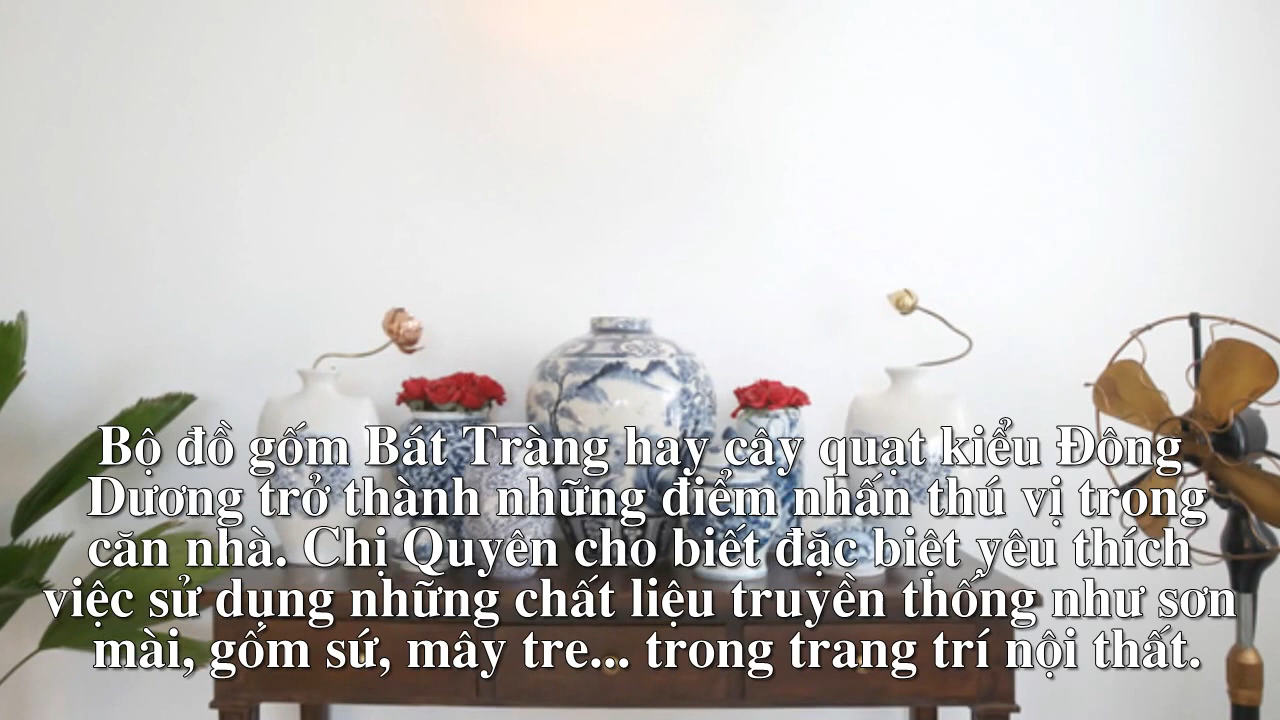 Bộ đồ gốm Bát Tràng hay cây quạt kiểu Đông
Dương trở thành những điểm nhấn thú vị trong
căn nhà. Chị Quyên cho biết đặc biệt yêu thích
việc sử dụng những chất liệu truyền thống như sơn
mài, gốm sứ, mây tre... trong trang trí nội thất.